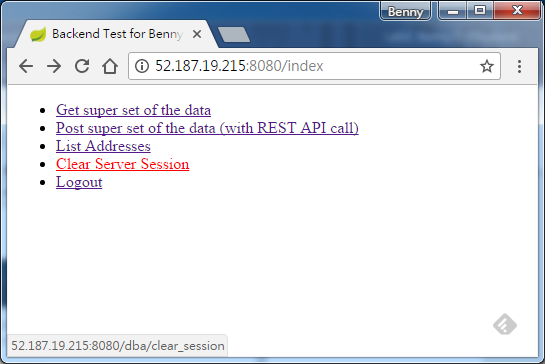 Benny
Backend Test for Benny
52.187.19.215:8080/index
Get super set of the data
Post super set of the data (with REST API call)
List Addresses
Clear Server Session
Logout
52.187.19.215:8080/dba/clear_session